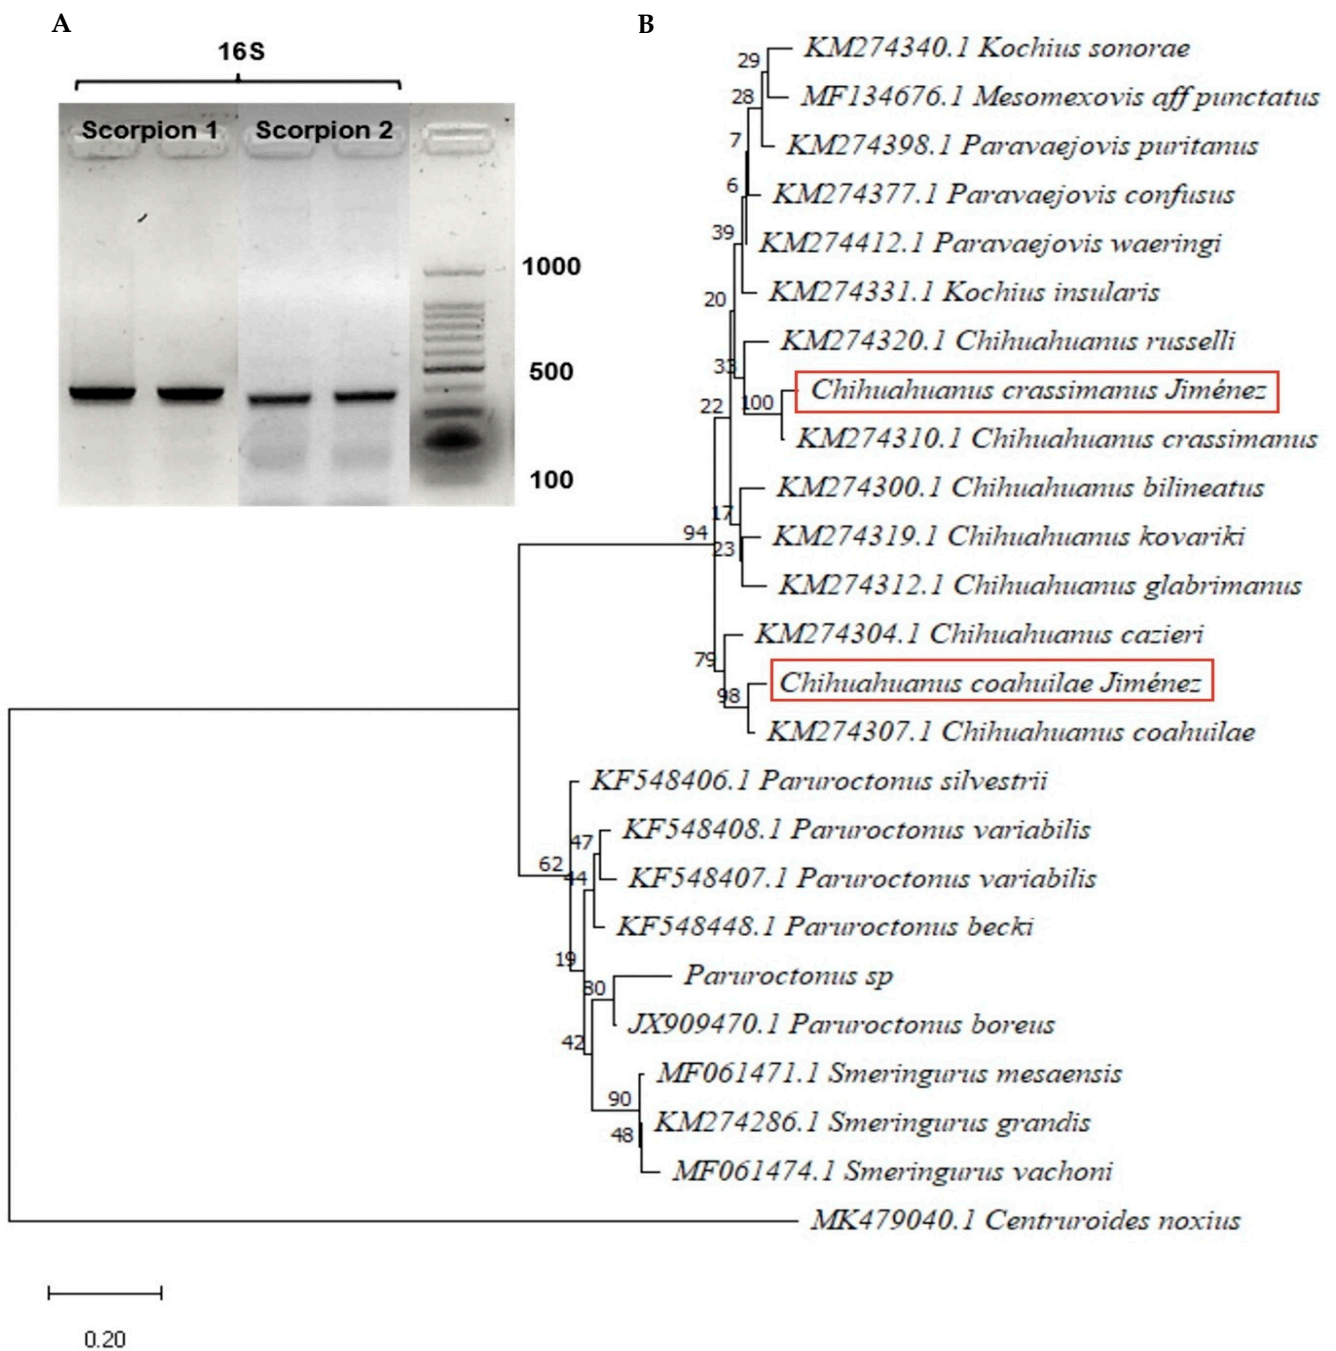 A
16S
Scorpion 1
Scorpion 2
1000
500
100
B
29
KM274340.1 Kochius sonorae
28
MF134676.1 Mesomexovis aff punctatus
7
KM274398.1 Paravaejovis puritanus
6
KM274377.1 Paravaejovis confusus
39
KM274412.1 Paravaejovis waeringi
20
KM274331.1 Kochius insularis
KM274320.1 Chihuahuanus russelli
33
Chihuahuanus crassimanus Jiménez
22
100
KM274310.1 Chihuahuanus crassimanus
KM274300.1 Chihuahuanus bilineatus
17
94
KM274319.1 Chihuahuanus kovariki
23
KM274312.1 Chihuahuanus glabrimanus
KM274304.1 Chihuahuanus cazieri
79
Chihuahuanus coahuilae Jiménez
98
KM274307.1 Chihuahuanus coahuilae
KF548406.1 Paruroctonus silvestrii
KF548408.1 Paruroctonus variabilis
47
62
44
KF548407.1 Paruroctonus variabilis
KF548448.1 Paruroctonus becki
19
Paruroctonus sp
80
JX909470.1 Paruroctonus boreus
42
MF061471.1 Smeringurus mesaensis
90
KM274286.1 Smeringurus grandis
48
MF061474.1 Smeringurus vachoni
MK479040.1 Centruroides noxius
0.20